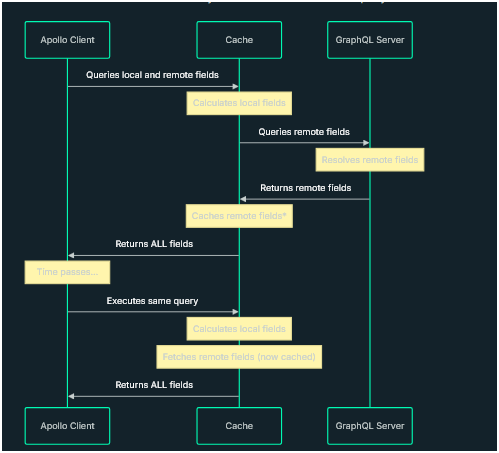 Apollo Client
Cache
GraphQL Server
Queries local and remote fields
Calculates local fields
Queries remote fields
Resolves remote fields
Returns remote fields
Caches remote fields*
Returns ALL fields
Time passes...
Executes same query
Calculates local fields
Fetches remote fields (now cached)
Returns ALL fields
Apollo Client
Cache
GraphQL Server